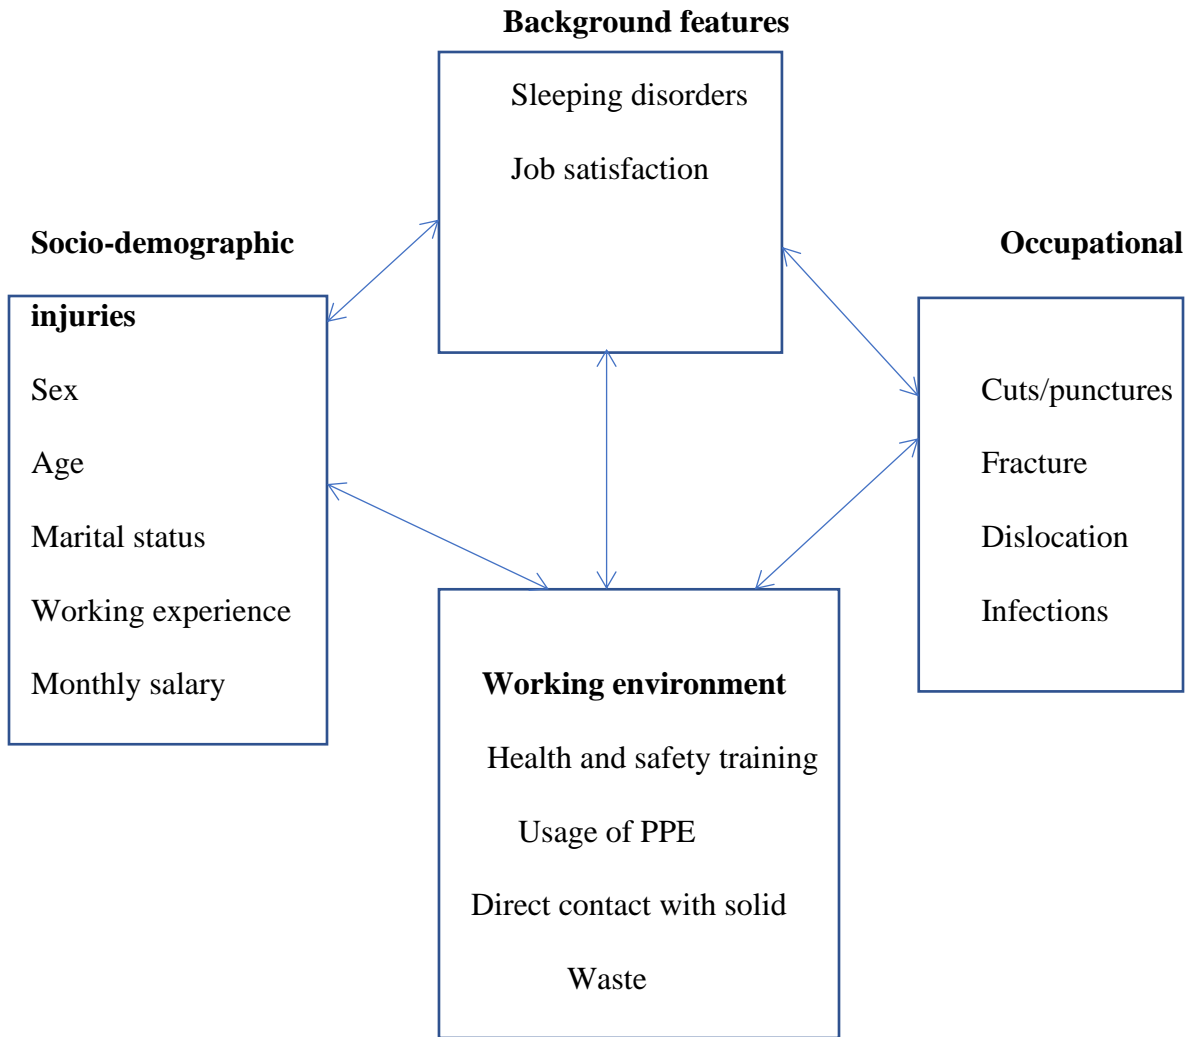 Background features
Sleeping disorders
Job satisfaction
Socio-demographic
Occupational
injuries
Sex
Age
Marital status
Working experience
Monthly salary
Cuts/punctures
Fracture
Dislocation
Infections
Working environment
Health and safety training
Usage of PPE
Direct contact with solid
Waste